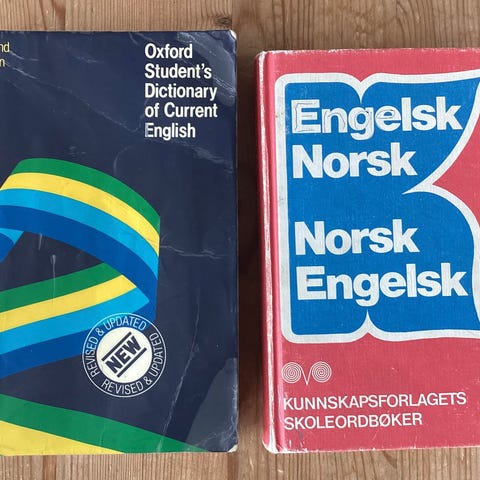 Oxford
Student's
Dictionary
of Current
English
REVISED & UPDATED
NEW
REVISED & UPDATED
Engelsk
Norsk
Norsk
Engelsk
KUNNSKAPSFORLAGETS
SKOLEORDBØKER